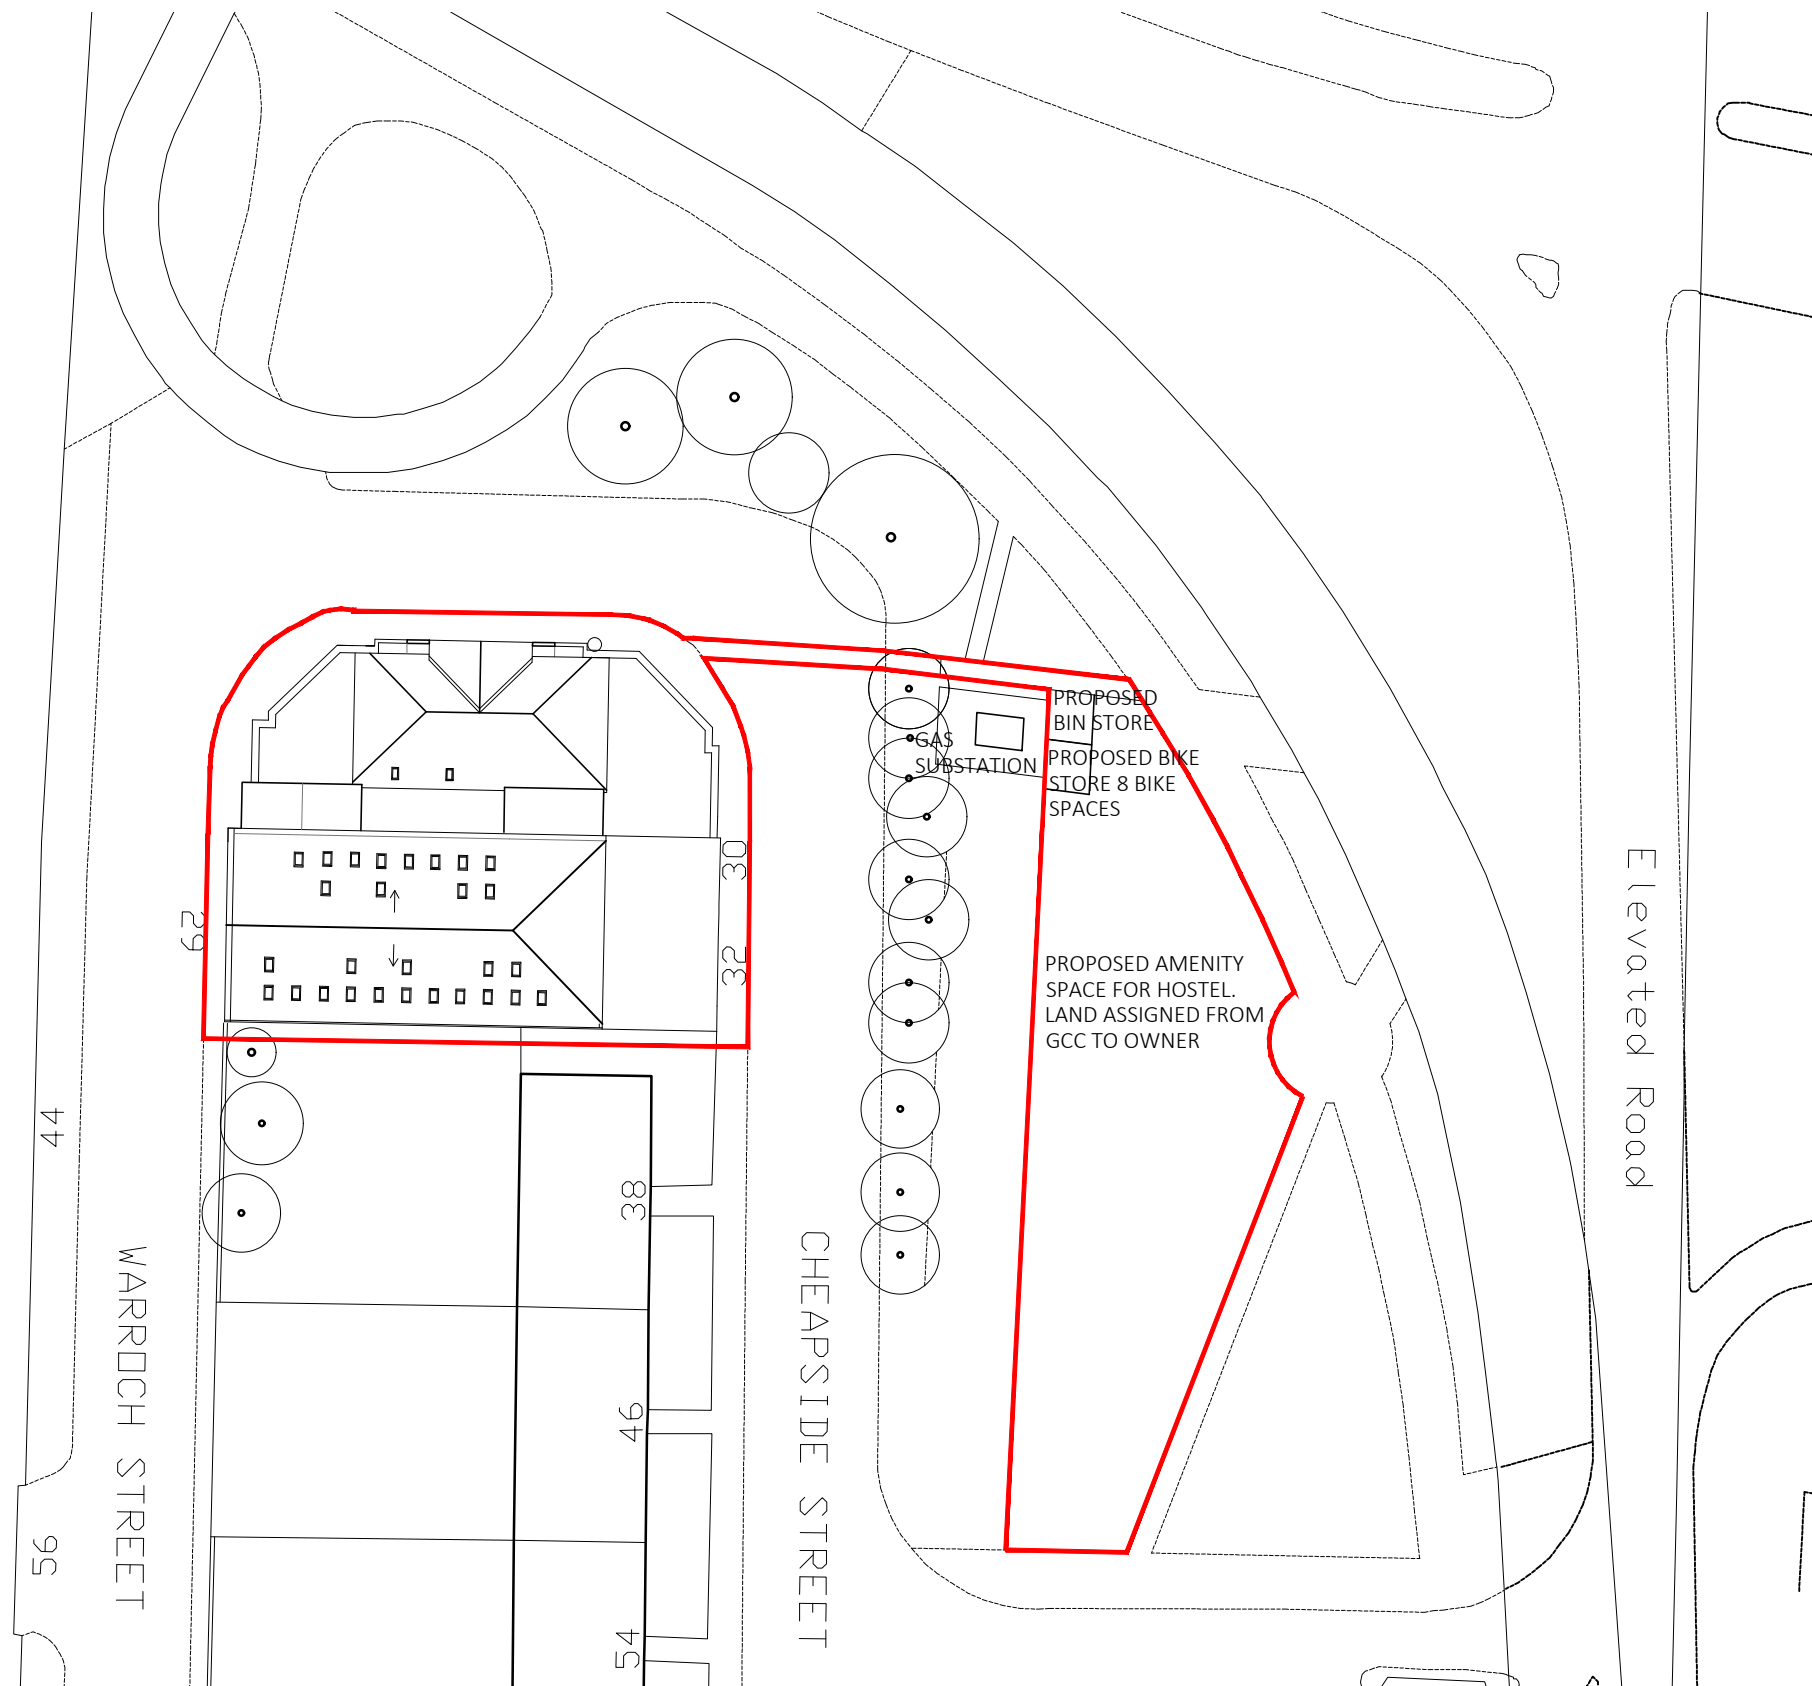 PROPOSED
BIN STORE
GAS
SUBSTATION
PROPOSED BIKE
STORE 8 BIKE
SPACES
30
62
32
PROPOSED AMENITY
SPACE FOR HOSTEL.
LAND ASSIGNED FROM
GCC TO OWNER
Elevated Road
44
38
WARROCH STREET
CHEAPSIDE STREET
46
56
54